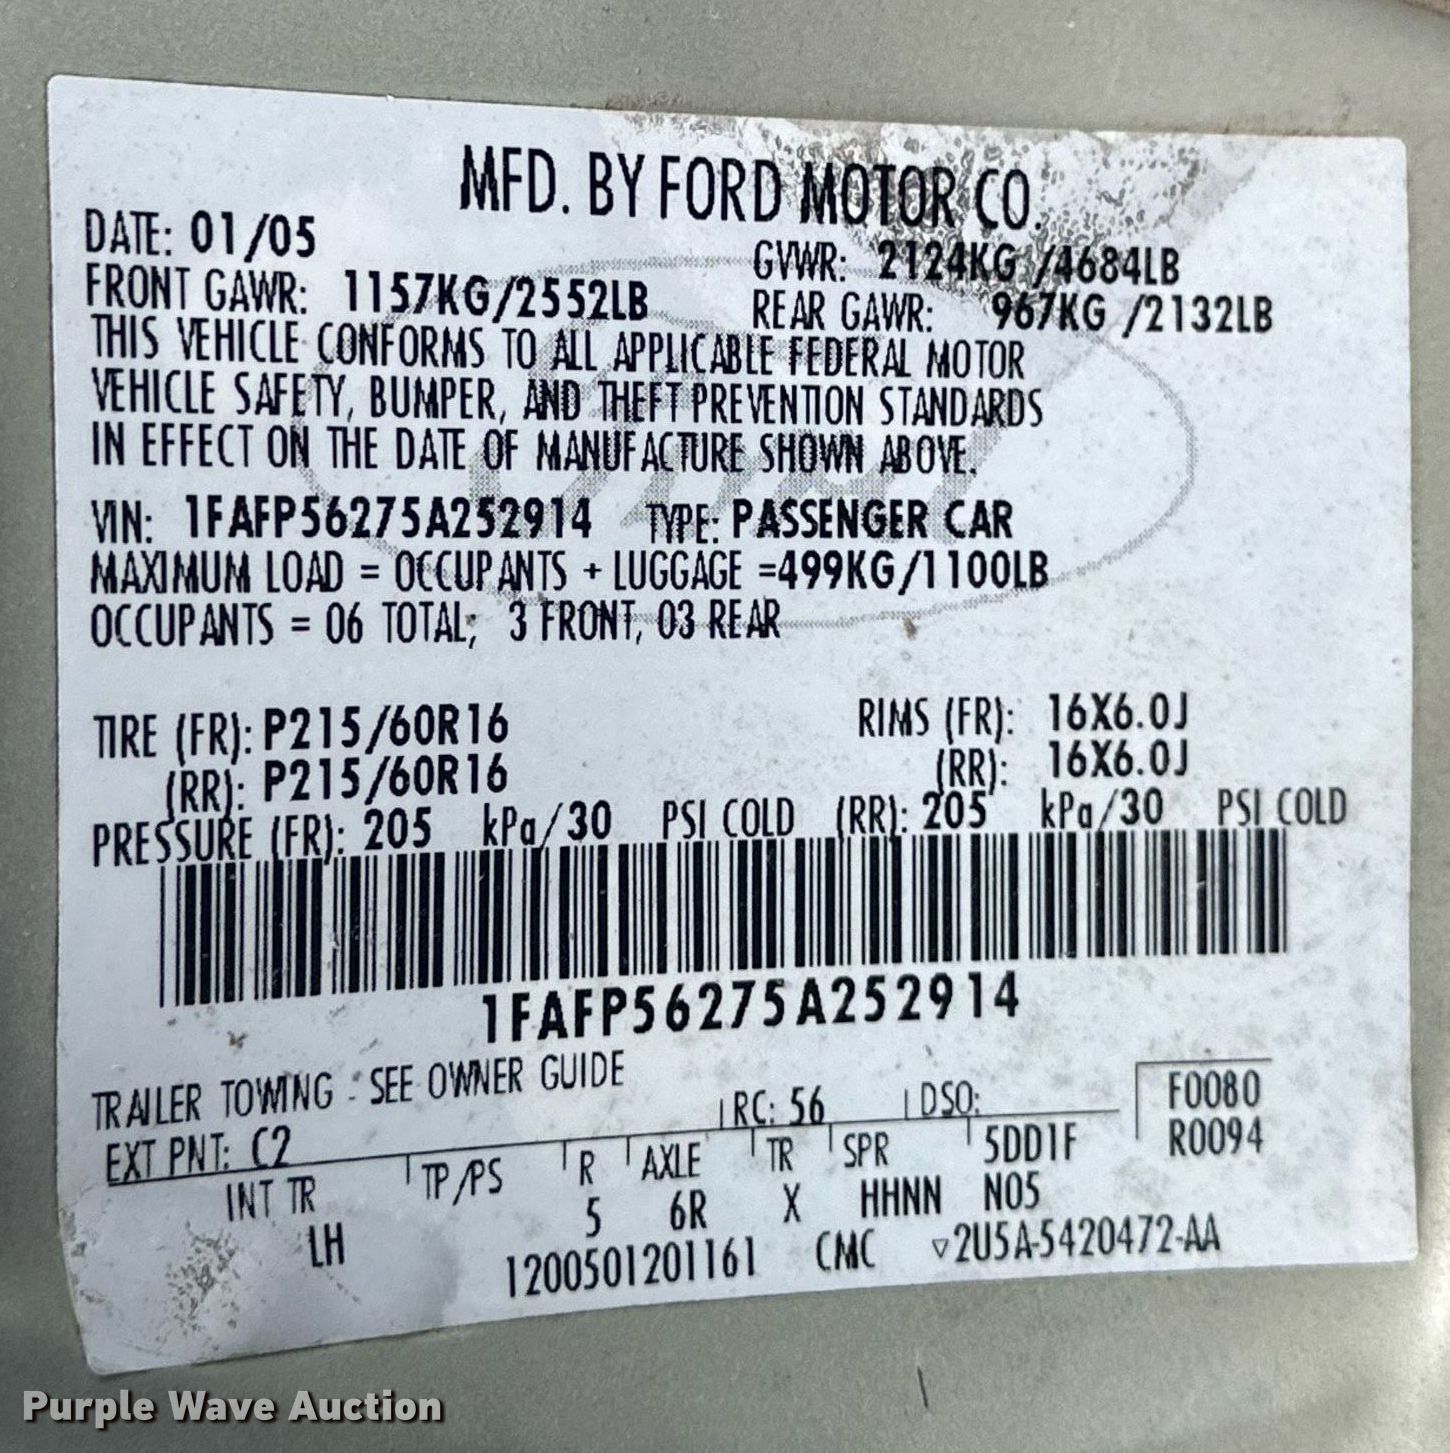 MFD. BY FORD MOTOR CO.
DATE: 01/05
GVWR: 2124KG /4684LB
FRONT GAWR: 1157KG/2552LB
REAR GAWR: 967KG /2132LB
THIS VEHICLE CONFORMS TO ALL APPLICABLE FEDERAL MOTOR
VEHICLE SAFETY, BUMPER, AND THEFT PREVENTION STANDARDS
IN EFFECT ON THE DATE OF MANUFACTURE SHOWN ABOVE.
VIN: 1FAFP56275A252914 TYPE: PASSENGER CAR
MAXIMUM LOAD = OCCUPANTS + LUGGAGE =499KG/1100LB
OCCUPANTS = 06 TOTAL; 3 FRONT, 03 REAR
TIRE (FR): P215/60R16 RIMS (FR): 16X6.0J
(RR): P215/60R16 (RR): 16X6.0J
PRESSURE (FR): 205 kPa/30 PSI COLD (RR): 205 kPa/30 PSI COLD
1FAFP56275A252914
TRAILER TOWING - SEE OWNER GUIDE
EXT PNT: C2 RC: 56 DSO: F0080
R0094
INT TR TP/PS R AXLE TR SPR 5DD1F
LH 5 6R X HHNN N05
1200501201161 CMC ▽2U5A-5420472-AA
Purple Wave Auction